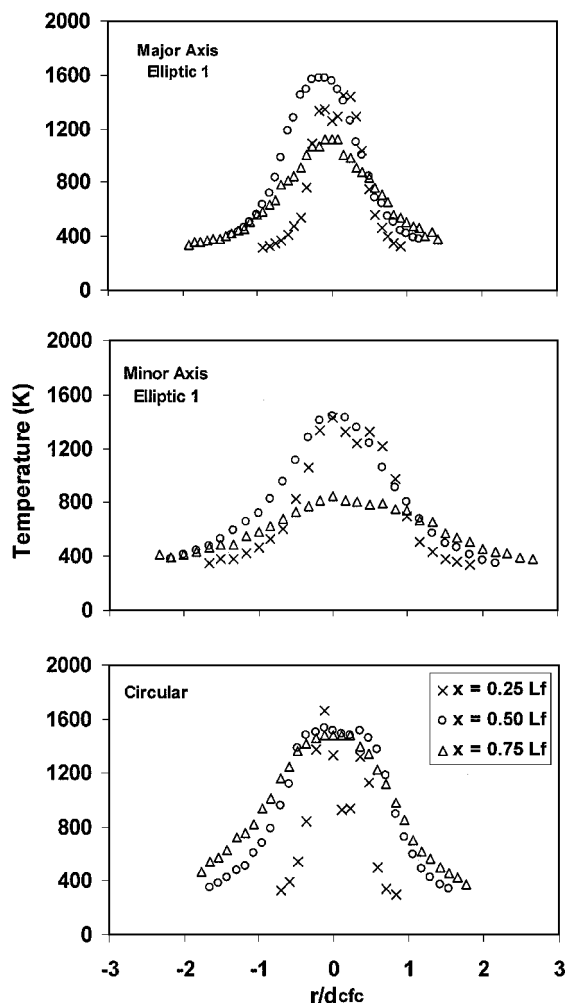 2000
Major Axis
Elliptic 1
1600
1200
800
400
0
2000
Minor Axis
Elliptic 1
1600
1200
800
400
0
Temperature (K)
2000
Circular
x = 0.25 Lf
x = 0.50 Lf
x = 0.75 Lf
1600
1200
800
400
0
-3 -2 -1 0 1 2 3
r/dcfc